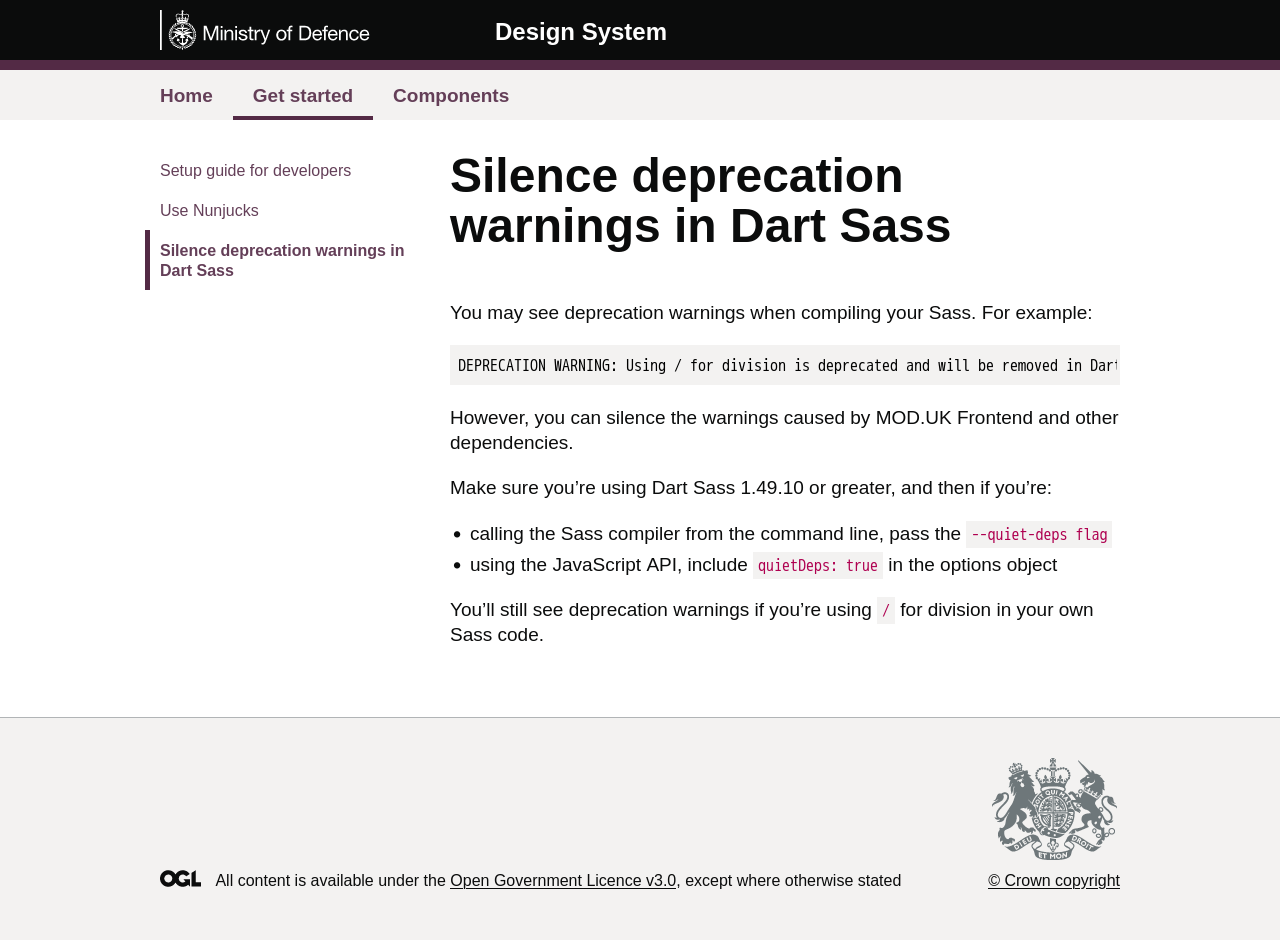 Ministry of Defence
Design System
Home
Get started
Components
Setup guide for developers
Use Nunjucks
Silence deprecation warnings in
Dart Sass
Silence deprecation
warnings in Dart Sass
You may see deprecation warnings when compiling your Sass. For example:
DEPRECATION WARNING: Using / for division is deprecated and will be removed in Dart
However, you can silence the warnings caused by MOD.UK Frontend and other
dependencies.
Make sure you’re using Dart Sass 1.49.10 or greater, and then if you’re:
• calling the Sass compiler from the command line, pass the --quiet-deps flag
• using the JavaScript API, include quietDeps: true in the options object
You’ll still see deprecation warnings if you’re using / for division in your own
Sass code.
DIEU ET MON DROIT
OGL All content is available under the Open Government Licence v3.0, except where otherwise stated
© Crown copyright